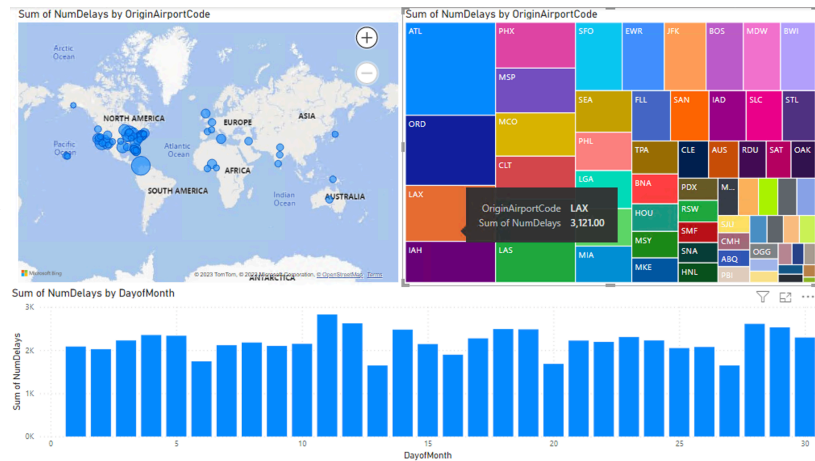 Sum of NumDelays by OriginAirportCode
Arctic
Ocean
NORTH AMERICA
EUROPE
ASIA
Pacific
Ocean
Atlantic
Ocean
AFRICA
SOUTH AMERICA
Indian
Ocean
AUSTRALIA
ANTARCTICA
Microsoft Bing
© 2023 TomTom, © 2023 Microsoft Corporation, © OpenStreetMap Terms
Sum of NumDelays by OriginAirportCode
ATL
PHX
SFO
EWR
JFK
BOS
MDW
BWI
MSP
SEA
FLL
SAN
IAD
SLC
STL
ORD
MCO
PHL
TPA
CLE
AUS
RDU
SAT
OAK
CLT
LGA
BNA
PDX
M...
LAX
HOU
RSW
SJU
SMF
CMH
OGG
IAH
LAS
MIA
MSY
SNA
ABQ
MKE
HNL
PBI
OriginAirportCode LAX
Sum of NumDelays 3,121.00
Sum of NumDelays by DayofMonth
Sum of NumDelays
3K
2K
1K
0K
0
5
10
15
20
25
30
DayofMonth